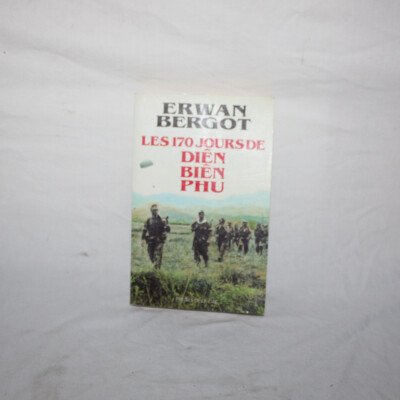 ERWAN
BERGOT
LES 170 JOURS DE
DIÊN
BIÊN
PHU